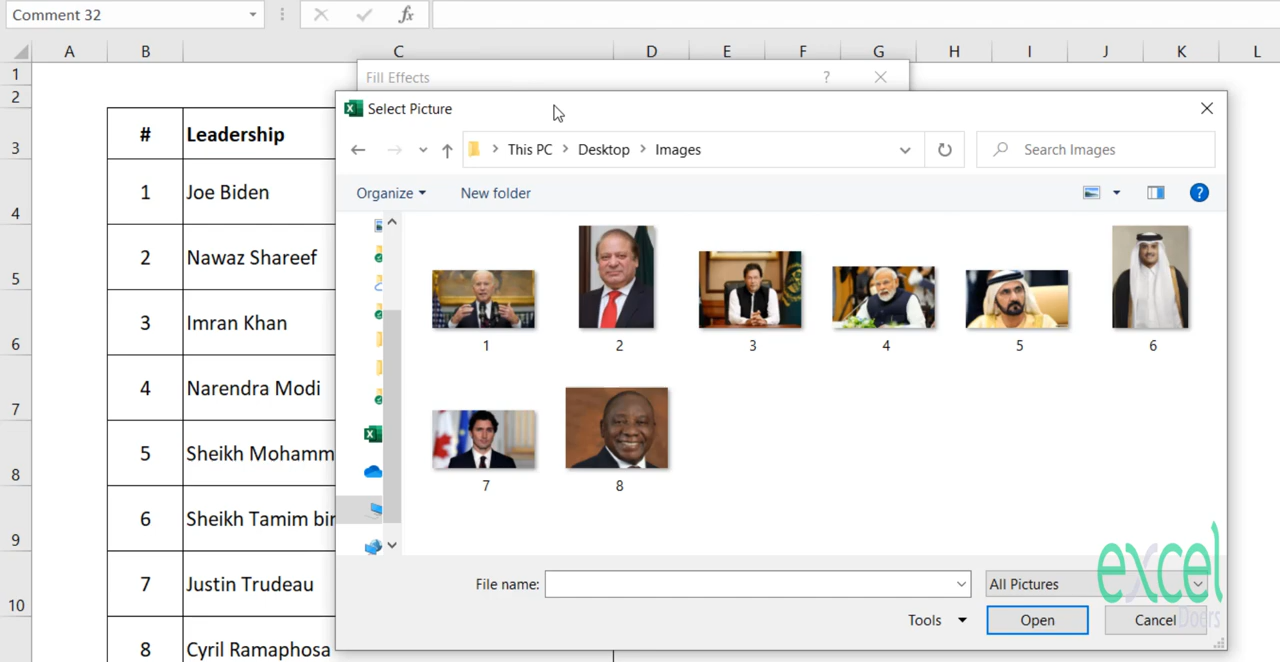 Comment 32
fx
A B C D E F G H I J K L
1
Fill Effects ?
2
Select Picture
# Leadership
3
This PC Desktop Images Search Images
1 Joe Biden
4
Organize New folder ?
2 Nawaz Shareef
5
3 Imran Khan
6
1 2 3 4 5 6
4 Narendra Modi
7
5 Sheikh Mohamm
8
7 8
6 Sheikh Tamim bin
9
7 Justin Trudeau
10
File name: All Pictures
Tools Open Cancel
8 Cyril Ramaphosa
excel
Doers